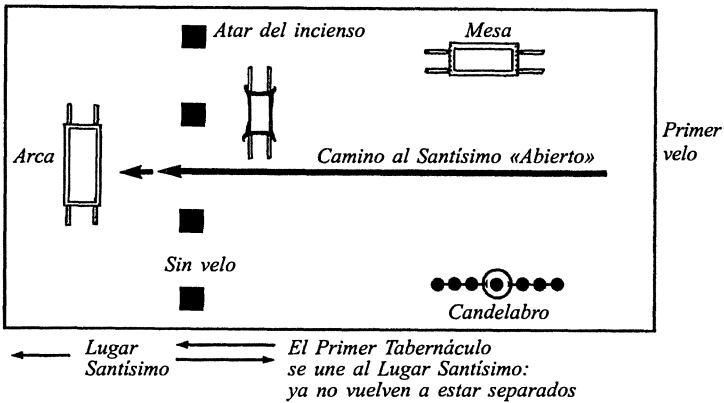 Atar del incienso
Mesa
Arca
Camino al Santísimo «Abierto»
Primer
velo
Sin velo
Candelabro
Lugar
Santísimo
El Primer Tabernáculo
se une al Lugar Santísimo:
ya no vuelven a estar separados